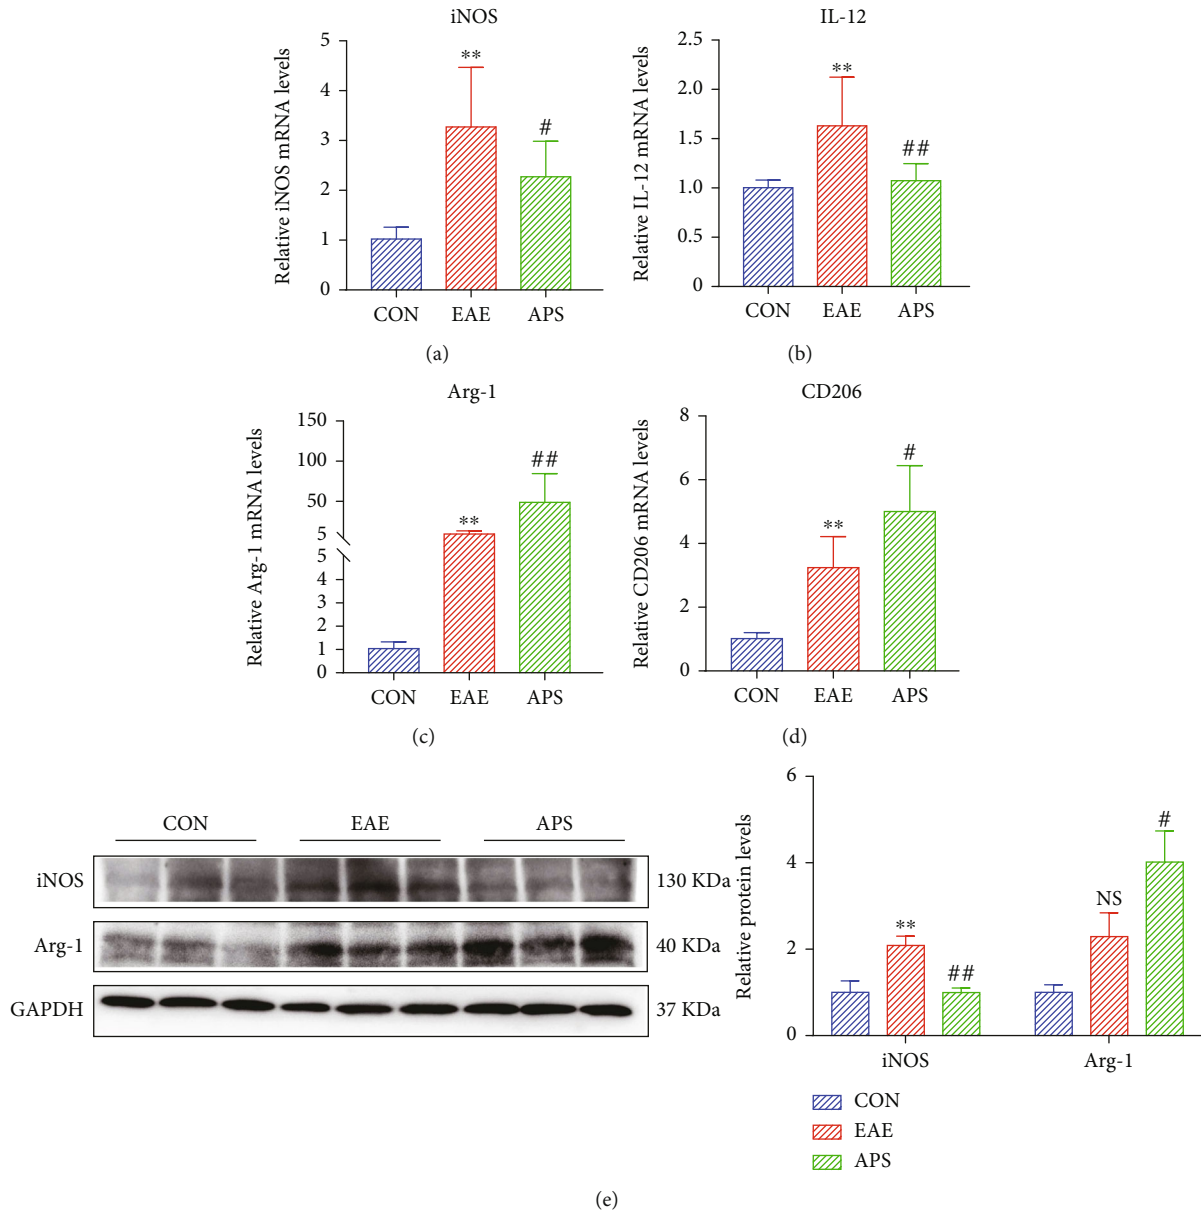 iNOS
Relative iNOS mRNA levels
5
4
3
2
1
0
**
#
CON EAE APS
(a)
IL-12
Relative IL-12 mRNA levels
2.5
2.0
1.5
1.0
0.5
0
**
##
CON EAE APS
(b)
Arg-1
Relative Arg-1 mRNA levels
150
100
50
5
5
4
3
2
1
0
**
##
CON EAE APS
(c)
CD206
Relative CD206 mRNA levels
8
6
4
2
0
**
#
CON EAE APS
(d)
CON EAE APS
iNOS 130 KDa
Arg-1 40 KDa
GAPDH 37 KDa
Relative protein levels
6
4
2
0
**
##
NS
#
iNOS Arg-1
CON
EAE
APS
(e)